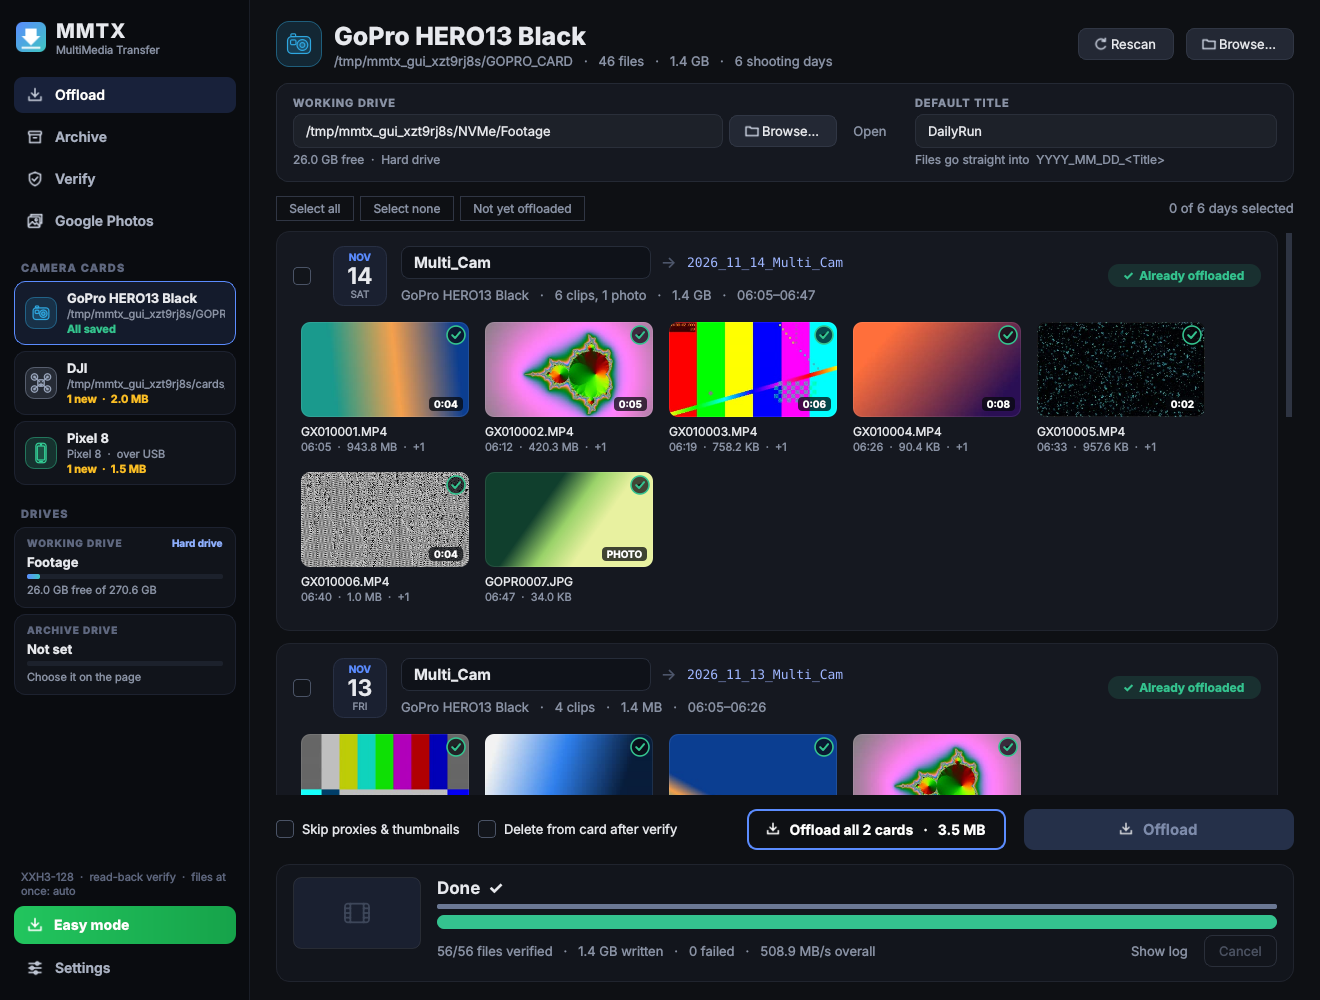 MMTX
MultiMedia Transfer
Offload
Archive
Verify
Google Photos
CAMERA CARDS
GoPro HERO13 Black
/tmp/mmtx_gui_xzt9rj8s/GOPR
All saved
DJI
/tmp/mmtx_gui_xzt9rj8s/cards_
1 new · 2.0 MB
Pixel 8
Pixel 8 · over USB
1 new · 1.5 MB
DRIVES
WORKING DRIVE Hard drive
Footage
26.0 GB free of 270.6 GB
ARCHIVE DRIVE
Not set
Choose it on the page
XXH3-128 · read-back verify · files at
once: auto
Easy mode
Settings
GoPro HERO13 Black
/tmp/mmtx_gui_xzt9rj8s/GOPRO_CARD · 46 files · 1.4 GB · 6 shooting days
Rescan
Browse...
WORKING DRIVE
/tmp/mmtx_gui_xzt9rj8s/NVMe/Footage
Browse...
Open
26.0 GB free · Hard drive
DEFAULT TITLE
DailyRun
Files go straight into YYYY_MM_DD_<Title>
Select all
Select none
Not yet offloaded
0 of 6 days selected
NOV
14
SAT
Multi_Cam
→ 2026_11_14_Multi_Cam
GoPro HERO13 Black · 6 clips, 1 photo · 1.4 GB · 06:05–06:47
✓ Already offloaded
0:04
GX010001.MP4
06:05 · 943.8 MB · +1
0:05
GX010002.MP4
06:12 · 420.3 MB · +1
0:06
GX010003.MP4
06:19 · 758.2 KB · +1
0:08
GX010004.MP4
06:26 · 90.4 KB · +1
0:02
GX010005.MP4
06:33 · 957.6 KB · +1
0:04
GX010006.MP4
06:40 · 1.0 MB · +1
PHOTO
GOPR0007.JPG
06:47 · 34.0 KB
NOV
13
FRI
Multi_Cam
→ 2026_11_13_Multi_Cam
GoPro HERO13 Black · 4 clips · 1.4 MB · 06:05–06:26
✓ Already offloaded
Skip proxies & thumbnails
Delete from card after verify
Offload all 2 cards · 3.5 MB
Offload
Done ✓
56/56 files verified · 1.4 GB written · 0 failed · 508.9 MB/s overall
Show log
Cancel